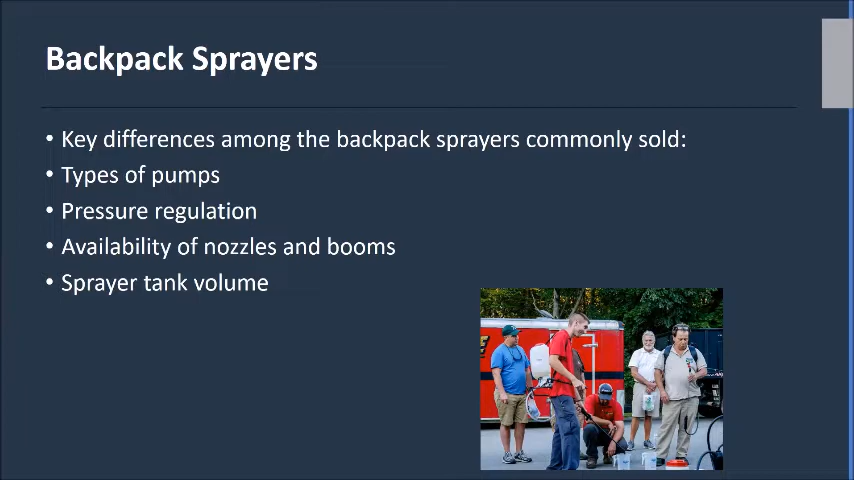 Backpack Sprayers
• Key differences among the backpack sprayers commonly sold:
• Types of pumps
• Pressure regulation
• Availability of nozzles and booms
• Sprayer tank volume